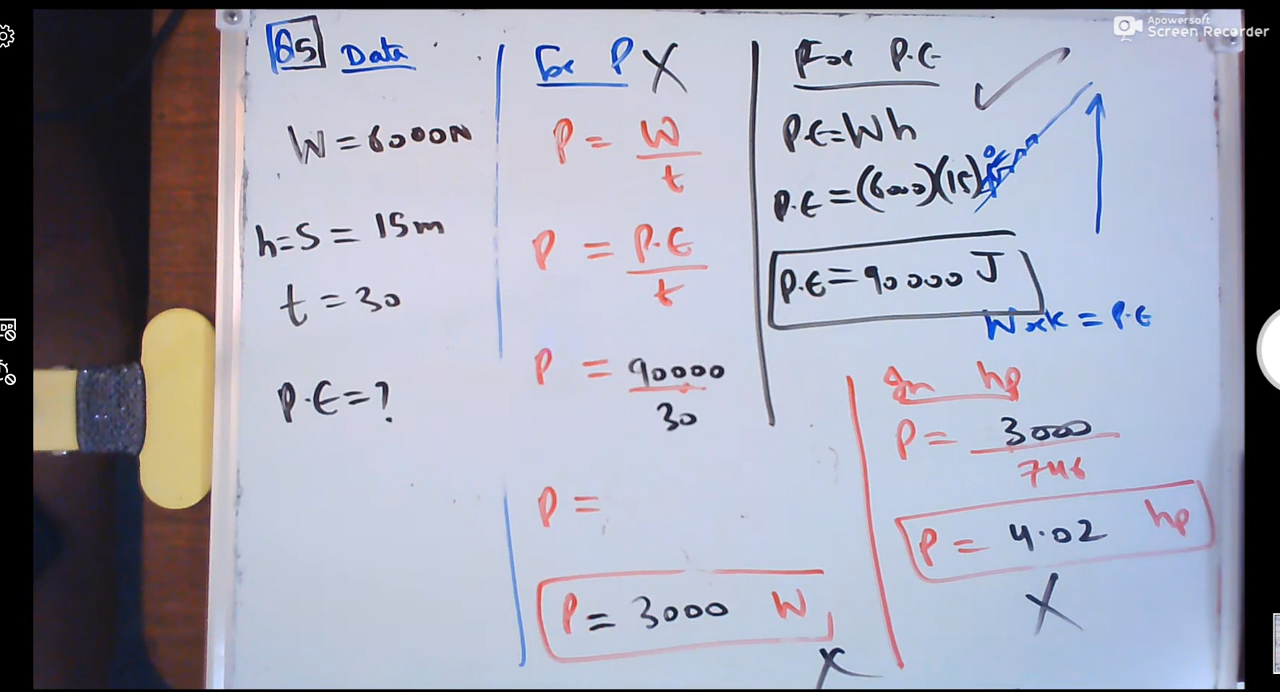 Q5 Data
W = 6000N
h=S = 15m
t = 30
P.E = ?
For P X
P = W/t
P = P.E/t
P = 90000/30
P =
P = 3000 W
X
For P.E ✓
P.E=Wh
P.E = (6000)(15)
P.E = 90000 J
Work = P.E
In hp
P = 3000/746
P = 4.02 hp
X
Apowersoft
Screen Recorder